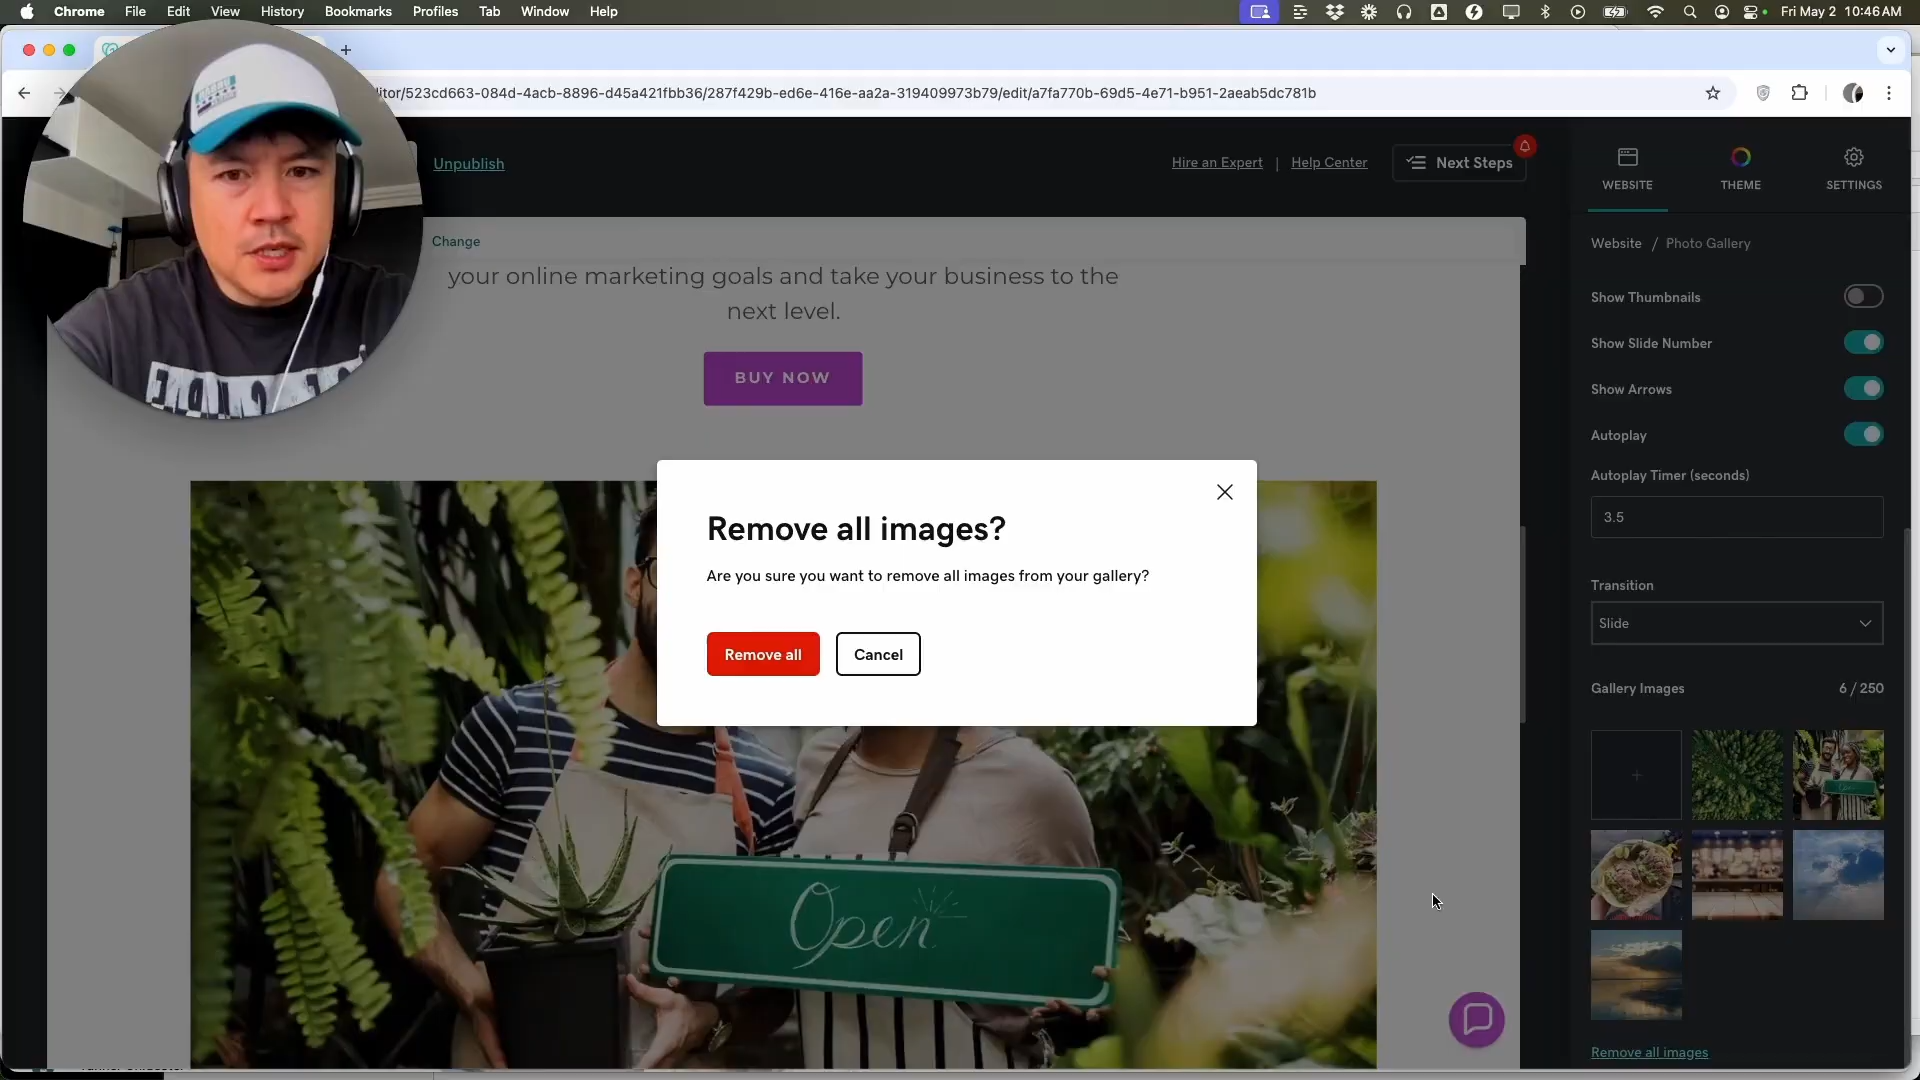 Chrome File Edit View History Bookmarks Profiles Tab Window Help
Fri May 2 10:46 AM
ditor/523cd663-084d-4acb-8896-d45a421fbb36/287f429b-ed6e-416e-aa2a-319409973b79/edit/a7fa770b-69d5-4e71-b951-2aeab5dc781b
Unpublish
Hire an Expert | Help Center
Next Steps
WEBSITE
THEME
SETTINGS
Change
your online marketing goals and take your business to the
next level.
BUY NOW
Remove all images?
Are you sure you want to remove all images from your gallery?
Remove all
Cancel
Open
Website / Photo Gallery
Show Thumbnails
Show Slide Number
Show Arrows
Autoplay
Autoplay Timer (seconds)
3.5
Transition
Slide
Gallery Images 6 / 250
Remove all images